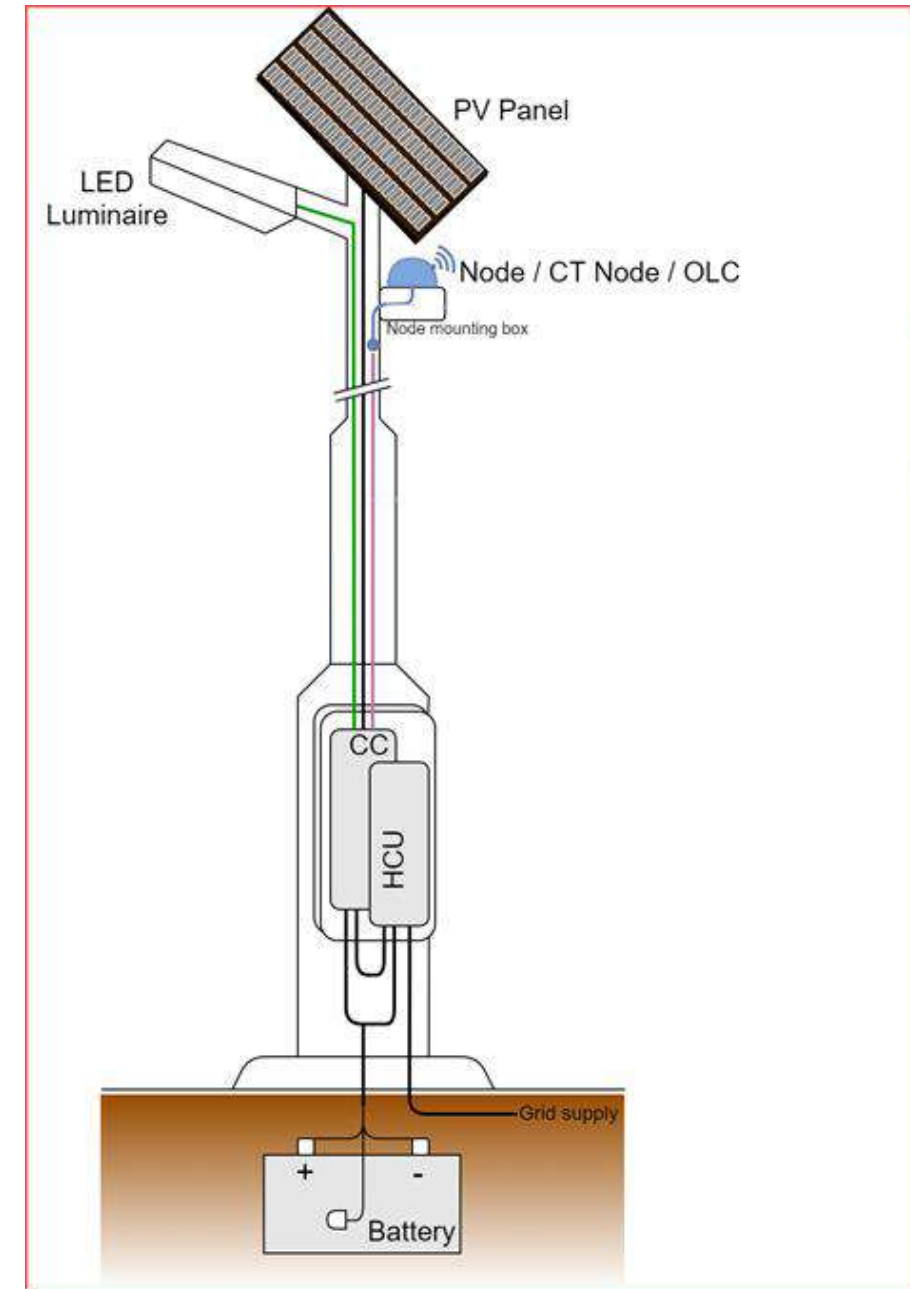 PV Panel
LED
Luminaire
Node / CT Node / OLC
Node mounting box
CC
HCU
Grid supply
+ -
Battery